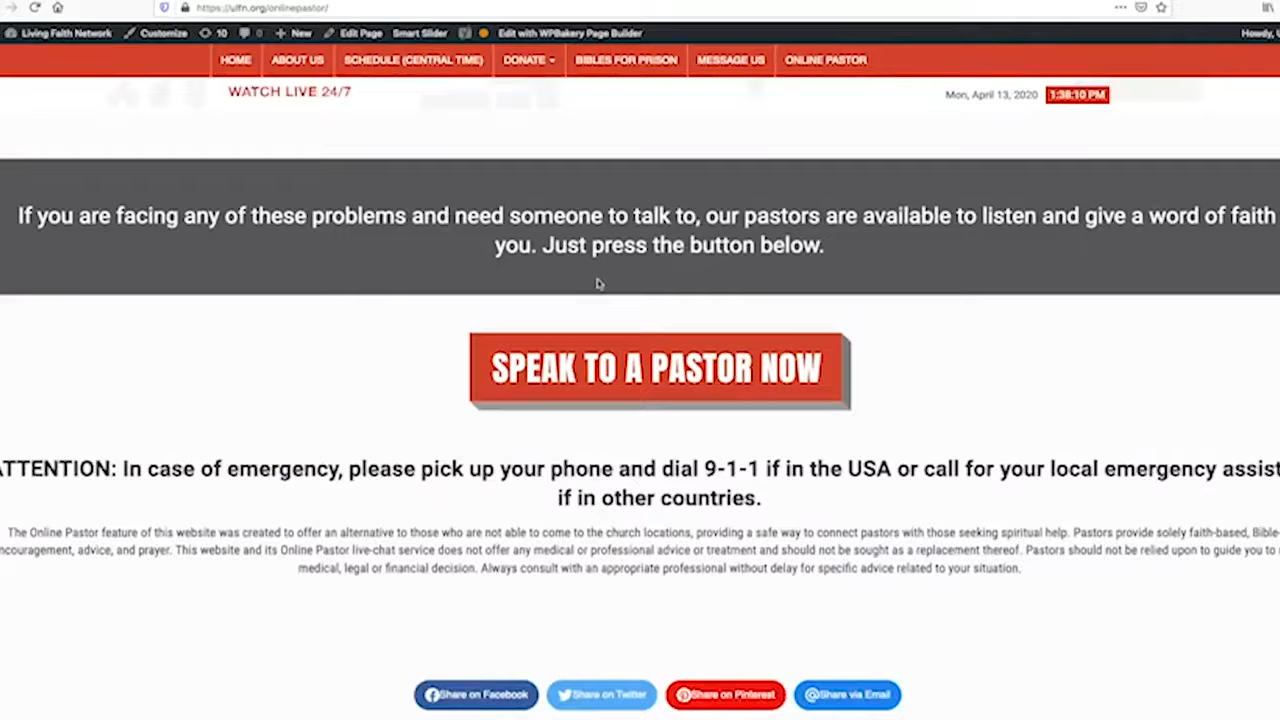 https://ulfn.org/onlinepastor/
Living Faith Network Customize 10 0 New Edit Page Smart Slider Edit with WPBakery Page Builder Howdy,
HOME ABOUT US SCHEDULE (CENTRAL TIME) DONATE BIBLES FOR PRISON MESSAGE US ONLINE PASTOR
WATCH LIVE 24/7
Mon, April 13, 2020 1:38:10 PM
If you are facing any of these problems and need someone to talk to, our pastors are available to listen and give a word of faith
you. Just press the button below.
SPEAK TO A PASTOR NOW
ATTENTION: In case of emergency, please pick up your phone and dial 9-1-1 if in the USA or call for your local emergency assist
if in other countries.
The Online Pastor feature of this website was created to offer an alternative to those who are not able to come to the church locations, providing a safe way to connect pastors with those seeking spiritual help. Pastors provide solely faith-based, Bible-
ncouragement, advice, and prayer. This website and its Online Pastor live-chat service does not offer any medical or professional advice or treatment and should not be sought as a replacement thereof. Pastors should not be relied upon to guide you to
medical, legal or financial decision. Always consult with an appropriate professional without delay for specific advice related to your situation.
Share on Facebook Share on Twitter Share on Pinterest Share via Email